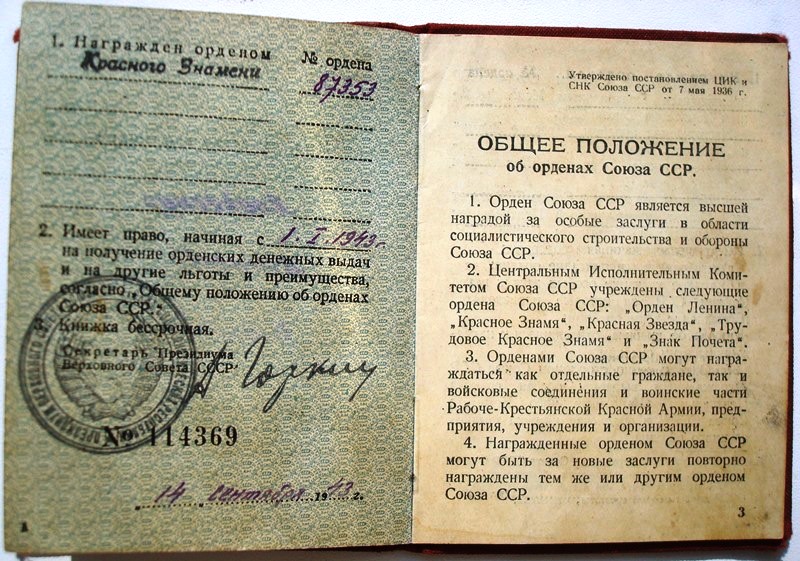 1. Награжден орденом
№ ордена
Красного Знамени
87353
2. Имеет право, начиная с 1.I.1943г.
на получение орденских денежных выдач
и на другие льготы и преимущества,
согласно „Общему положению об орденах
Союза ССР.“
3. Книжка бессрочная.
Секретарь Президиума
Верховного Совета СССР
А Горкин
№ 114369
14 сентября 1943 г.
Утверждено постановлением ЦИК и
СНК Союза ССР от 7 мая 1936 г.
ОБЩЕЕ ПОЛОЖЕНИЕ
об орденах Союза ССР.
1. Орден Союза ССР является высшей
наградой за особые заслуги в области
социалистического строительства и обороны
Союза ССР.
2. Центральным Исполнительным Коми-
тетом Союза ССР учреждены следующие
ордена Союза ССР: „Орден Ленина“,
„Красное Знамя“, „Красная Звезда“, „Тру-
довое Красное Знамя“ и „Знак Почета“.
3. Орденами Союза ССР могут награ-
ждаться как отдельные граждане, так и
войсковые соединения и воинские части
Рабоче-Крестьянской Красной Армии, пред-
приятия, учреждения и организации.
4. Награжденные орденом Союза ССР
могут быть за новые заслуги повторно
награждены тем же или другим орденом
Союза ССР.
3